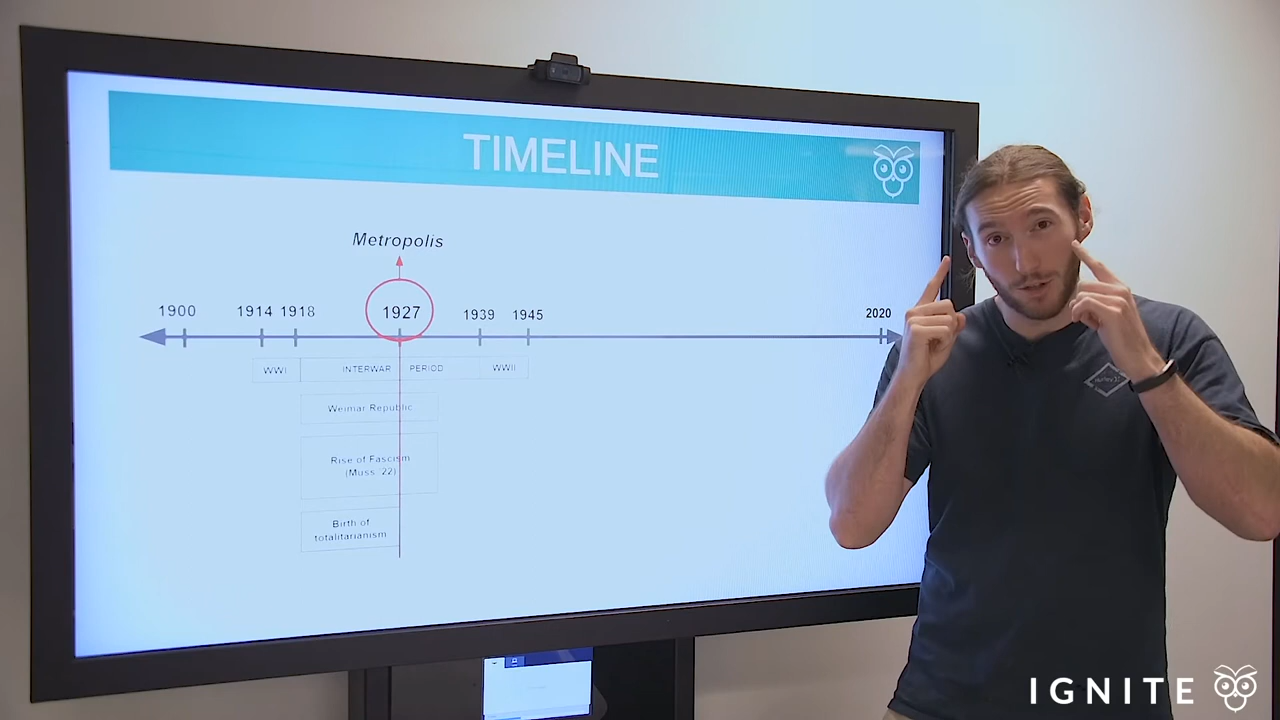 TIMELINE
Metropolis
1900 1914 1918 1927 1939 1945 2020
WWI INTERWAR PERIOD WWII
Weimar Republic
Rise of Fascism
(Muss '22)
Birth of
totalitarianism
Hurley
IGNITE